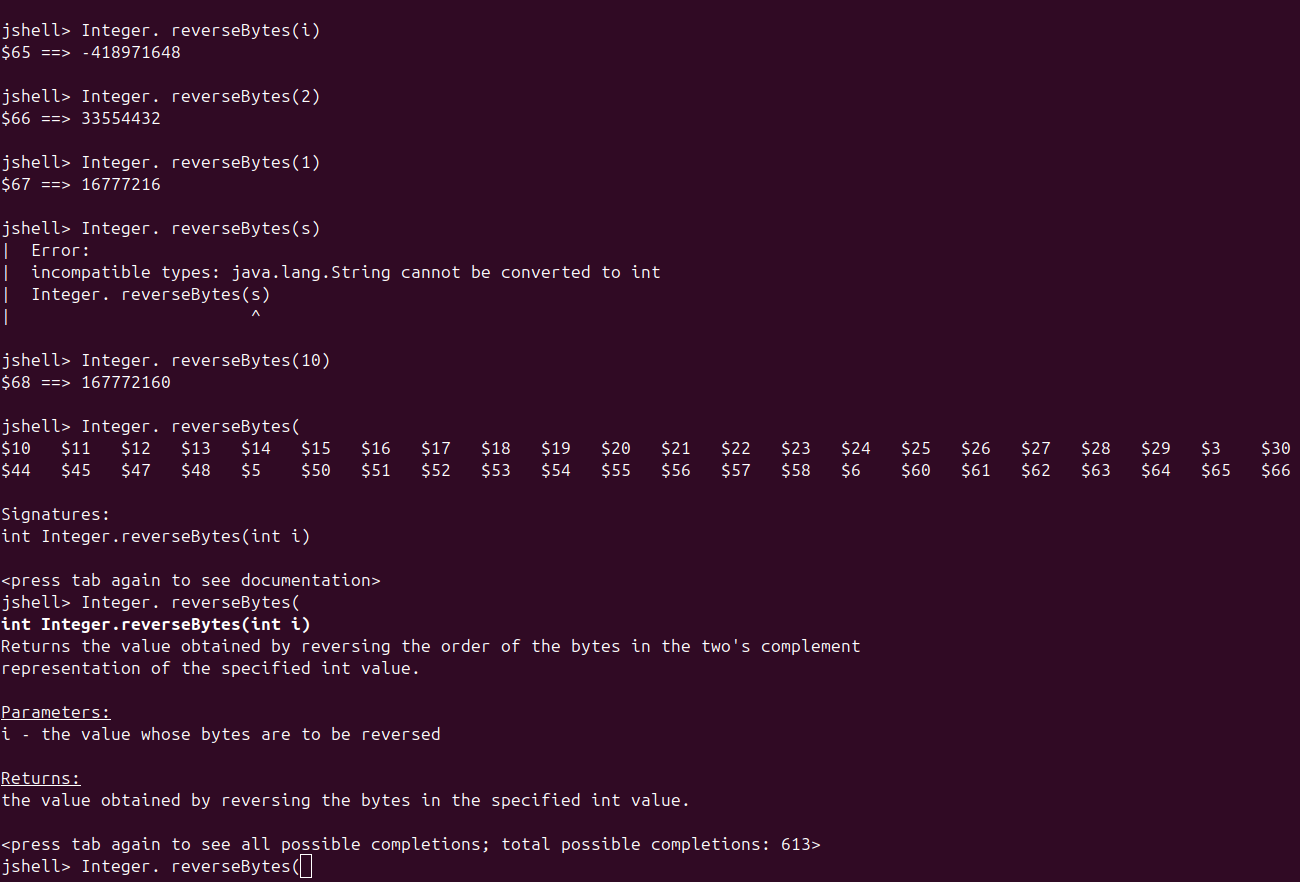 jshell> Integer. reverseBytes(i)
$65 ==> -418971648
jshell> Integer. reverseBytes(2)
$66 ==> 33554432
jshell> Integer. reverseBytes(1)
$67 ==> 16777216
jshell> Integer. reverseBytes(s)
|  Error:
|  incompatible types: java.lang.String cannot be converted to int
|  Integer. reverseBytes(s)
|                        ^
jshell> Integer. reverseBytes(10)
$68 ==> 167772160
jshell> Integer. reverseBytes(
$10   $11   $12   $13   $14   $15   $16   $17   $18   $19   $20   $21   $22   $23   $24   $25   $26   $27   $28   $29   $3    $30
$44   $45   $47   $48   $5    $50   $51   $52   $53   $54   $55   $56   $57   $58   $6    $60   $61   $62   $63   $64   $65   $66
Signatures:
int Integer.reverseBytes(int i)
<press tab again to see documentation>
jshell> Integer. reverseBytes(
int Integer.reverseBytes(int i)
Returns the value obtained by reversing the order of the bytes in the two's complement
representation of the specified int value.
Parameters:
i - the value whose bytes are to be reversed
Returns:
the value obtained by reversing the bytes in the specified int value.
<press tab again to see all possible completions; total possible completions: 613>
jshell> Integer. reverseBytes(